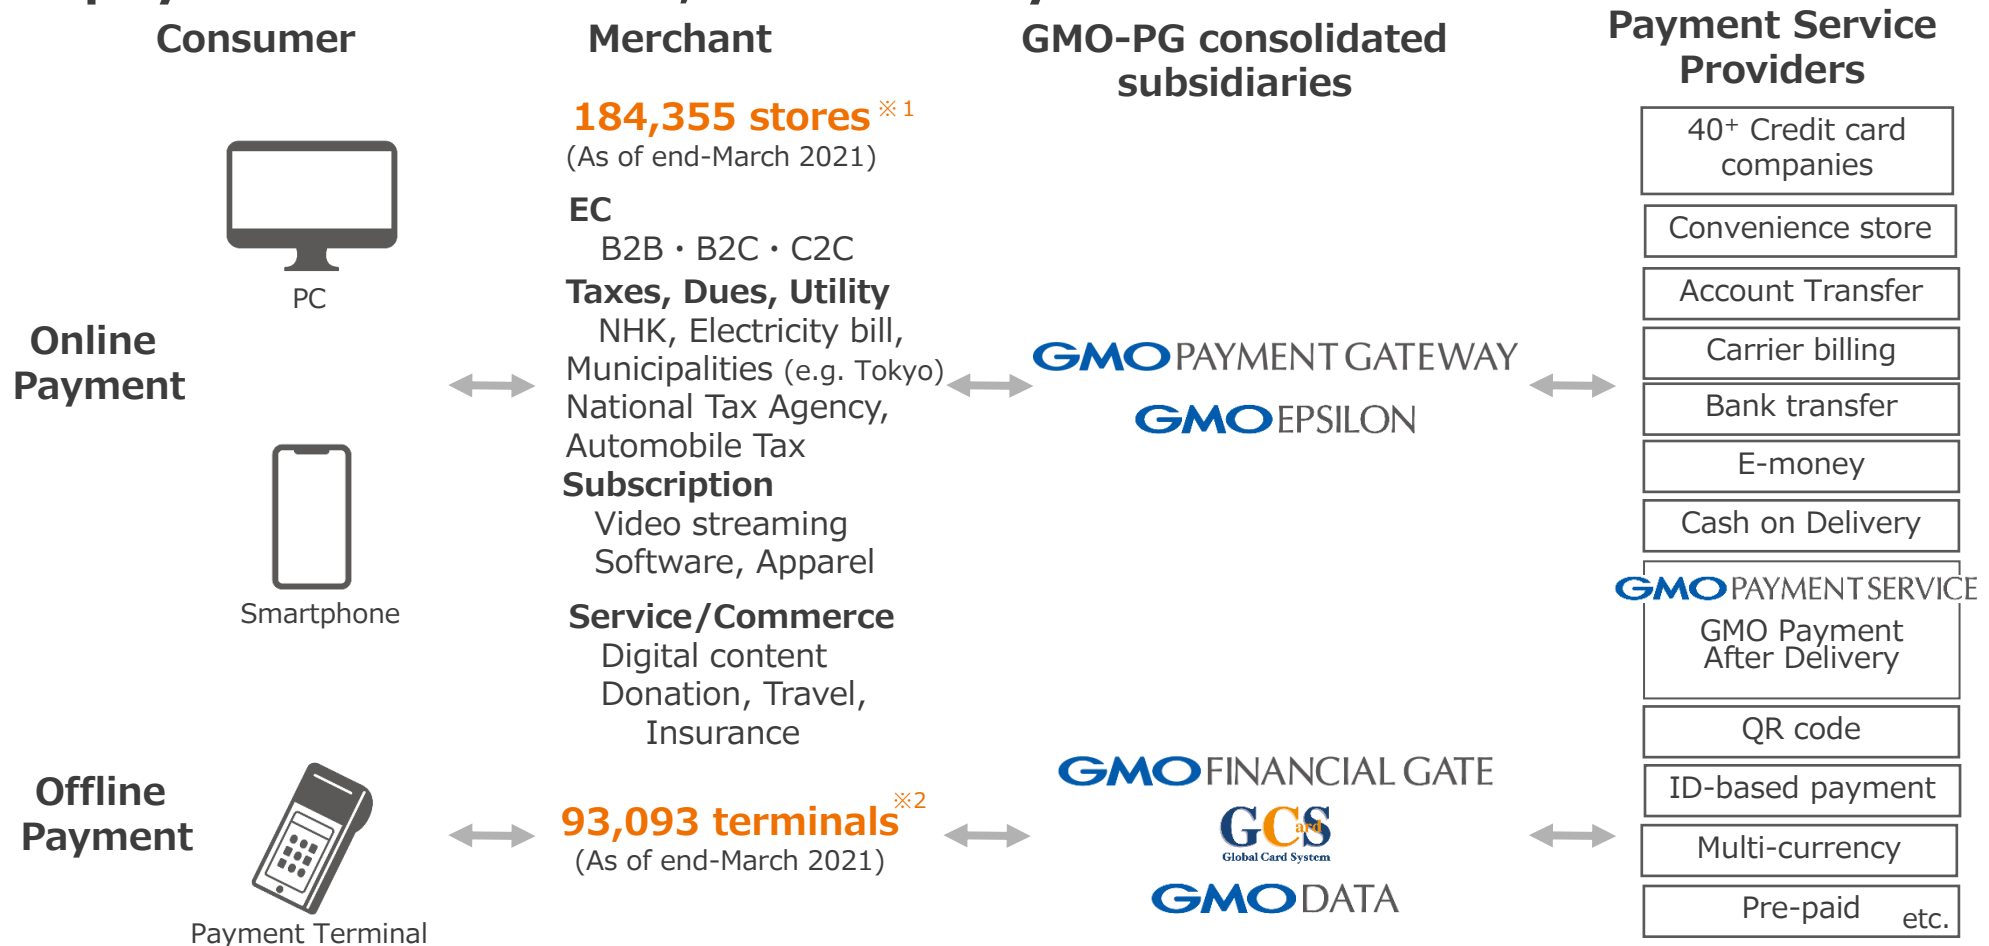 Consumer
Merchant
GMO-PG consolidated
subsidiaries
Payment Service
Providers
Online
Payment
PC
Smartphone
Offline
Payment
Payment Terminal
184,355 stores ※1
(As of end-March 2021)
EC
B2B・B2C・C2C
Taxes, Dues, Utility
NHK, Electricity bill,
Municipalities (e.g. Tokyo)
National Tax Agency,
Automobile Tax
Subscription
Video streaming
Software, Apparel
Service/Commerce
Digital content
Donation, Travel,
Insurance
93,093 terminals ※2
(As of end-March 2021)
GMO PAYMENT GATEWAY
GMO EPSILON
GMO FINANCIAL GATE
GCS
ard
Global Card System
GMO DATA
40+ Credit card
companies
Convenience store
Account Transfer
Carrier billing
Bank transfer
E-money
Cash on Delivery
GMO PAYMENT SERVICE
GMO Payment
After Delivery
QR code
ID-based payment
Multi-currency
Pre-paid etc.